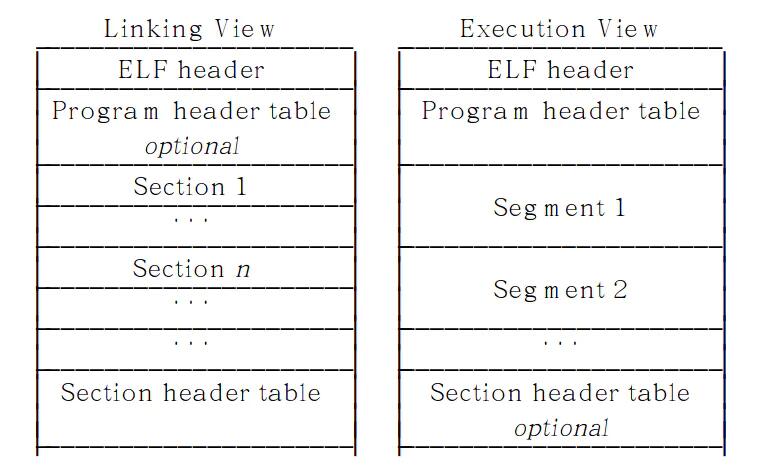 Linking View
ELF header
Program header table
optional
Section 1
. . .
Section n
. . .
. . .
Section header table
Execution View
ELF header
Program header table
Segment 1
Segment 2
. . .
Section header table
optional